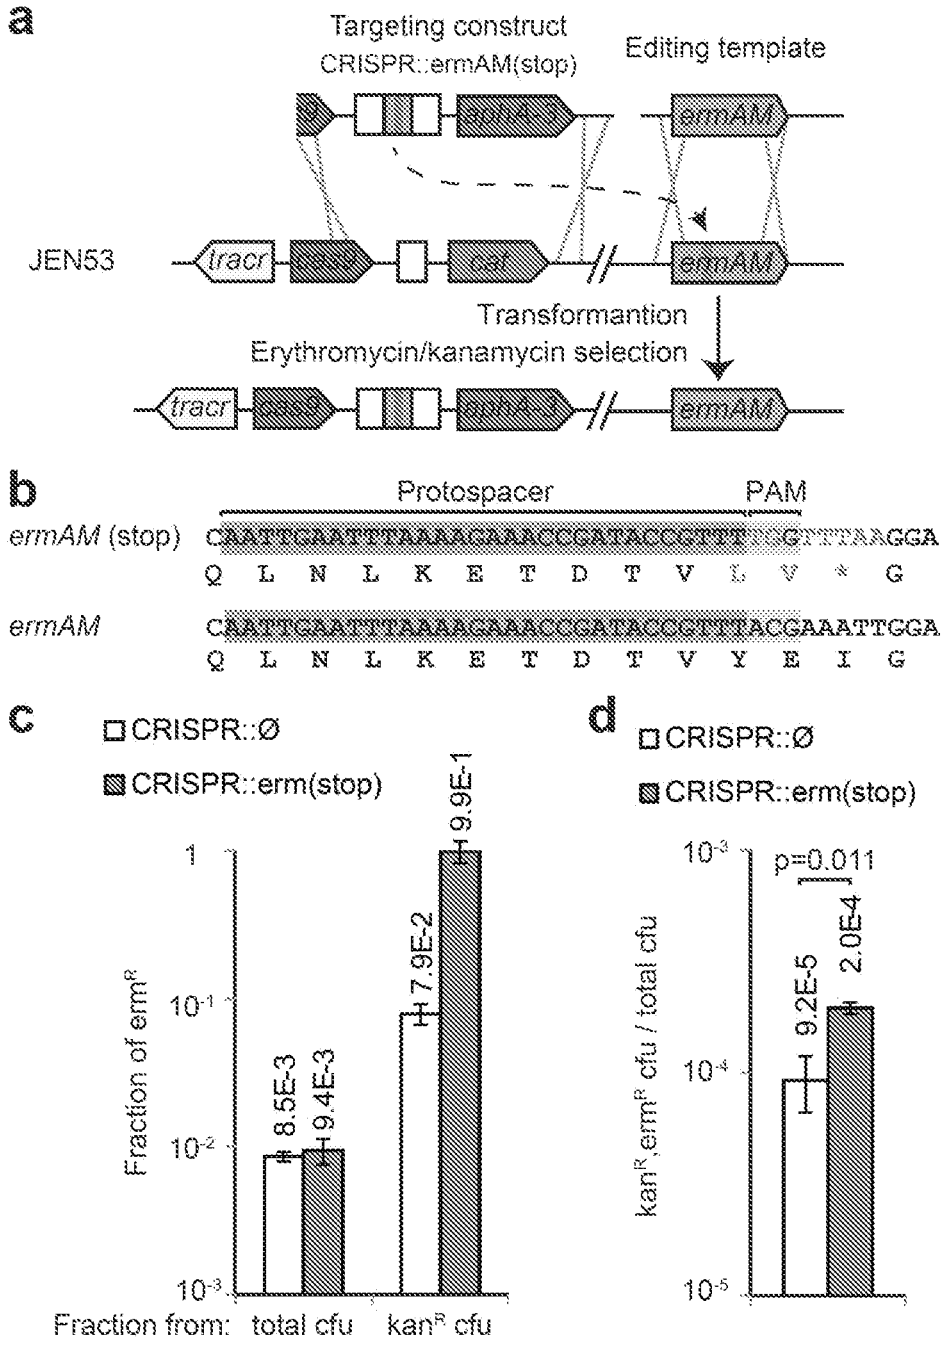 a
Targeting construct
CRISPR::ermAM(stop)
Editing template
9
aphA-3
ermAM
JEN53
tracr
cas9
cat
ermAM
Transformantion
Erythromycin/kanamycin selection
tracr
cas9
aphA-3
ermAM
b
Protospacer
PAM
ermAM (stop)
CAATTGAATTTAAAAGAAACCGATACCGTTTTGGTTTAAGGA
Q L N L K E T D T V L V * G
ermAM
CAATTGAATTTAAAAGAAACCGATACCGTTTACGAAATTGGA
Q L N L K E T D T V Y E I G
c
CRISPR::Ø
CRISPR::erm(stop)
Fraction of ermᴿ
1
10⁻¹
10⁻²
10⁻³
8.5E-3
9.4E-3
7.9E-2
9.9E-1
Fraction from:
total cfu
kanᴿ cfu
d
CRISPR::Ø
CRISPR::erm(stop)
kanᴿ,ermᴿ cfu / total cfu
10⁻³
10⁻⁴
10⁻⁵
p=0.011
9.2E-5
2.0E-4